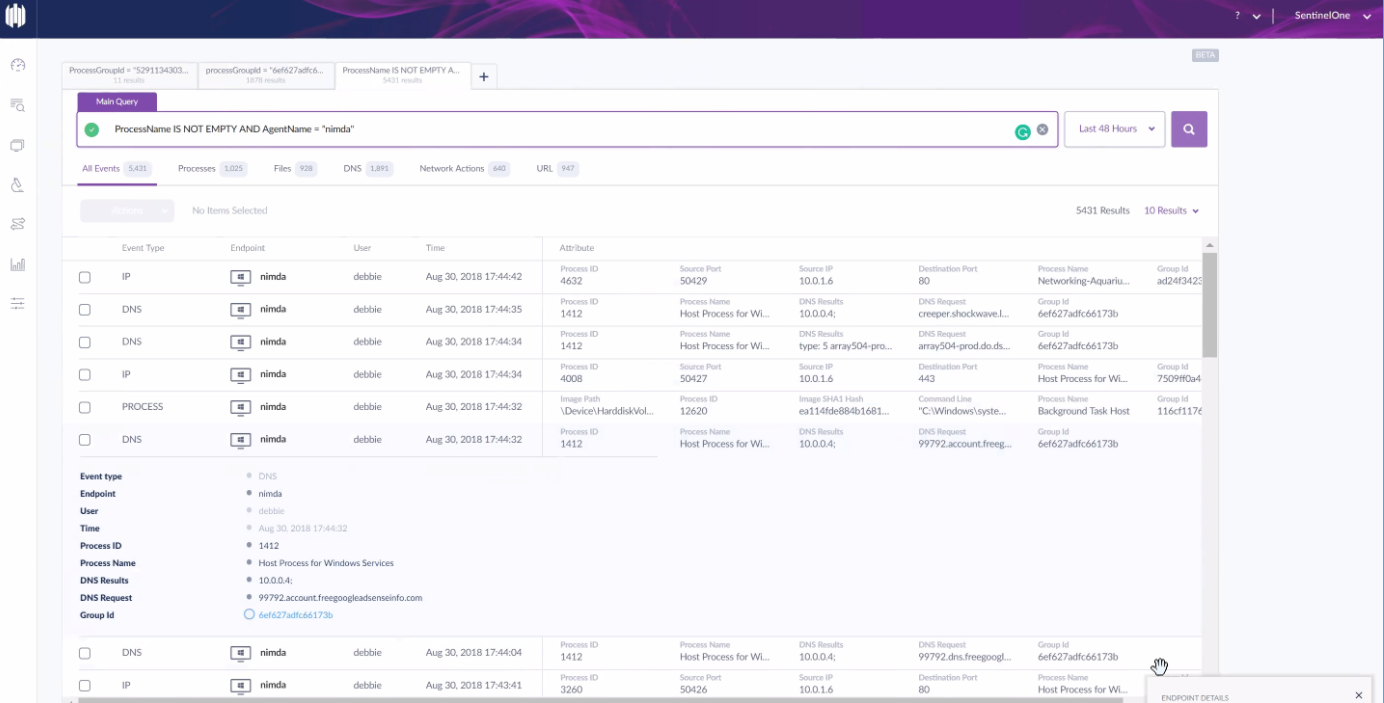 ? SentinelOne
BETA
ProcessGroupId = "5291134303... processGroupId = "6ef627adfc6... ProcessName IS NOT EMPTY A... +
11 results 1878 results 5431 results
Main Query
ProcessName IS NOT EMPTY AND AgentName = "nimda" Last 48 Hours
All Events 5,431 Processes 1,025 Files 928 DNS 1,891 Network Actions 640 URL 947
Actions No Items Selected 5431 Results 10 Results
Event Type Endpoint User Time Attribute
Process ID Source Port Source IP Destination Port Process Name Group Id
IP nimda debbie Aug 30, 2018 17:44:42 4632 50429 10.0.1.6 80 Networking-Aquariu... ad24f3423
Process ID Process Name DNS Results DNS Request Group Id
DNS nimda debbie Aug 30, 2018 17:44:35 1412 Host Process for Wi... 10.0.0.4; creeper.shockwave.l... 6ef627adfc66173b
Process ID Process Name DNS Results DNS Request Group Id
DNS nimda debbie Aug 30, 2018 17:44:34 1412 Host Process for Wi... type: 5 array504-pro... array504-prod.do.ds... 6ef627adfc66173b
Process ID Source Port Source IP Destination Port Process Name Group Id
IP nimda debbie Aug 30, 2018 17:44:34 4008 50427 10.0.1.6 443 Host Process for Wi... 7509ff0a4
Image Path Process ID Image SHA1 Hash Command Line Process Name Group Id
PROCESS nimda debbie Aug 30, 2018 17:44:32 \Device\HarddiskVol... 12620 ea114fde884b1681... "C:\Windows\syste... Background Task Host 116cf1176
Process ID Process Name DNS Results DNS Request Group Id
DNS nimda debbie Aug 30, 2018 17:44:32 1412 Host Process for Wi... 10.0.0.4; 99792.account.freeg... 6ef627adfc66173b
Event type DNS
Endpoint nimda
User debbie
Time Aug 30, 2018 17:44:32
Process ID 1412
Process Name Host Process for Windows Services
DNS Results 10.0.0.4;
DNS Request 99792.account.freegoogleadsenseinfo.com
Group Id 6ef627adfc66173b
Process ID Process Name DNS Results DNS Request Group Id
DNS nimda debbie Aug 30, 2018 17:44:04 1412 Host Process for Wi... 10.0.0.4; 99792.dns.freegoogl... 6ef627adfc66173b
Process ID Source Port Source IP Destination Port Process Name
IP nimda debbie Aug 30, 2018 17:43:41 3260 50426 10.0.1.6 80 Host Process for Wi...
ENDPOINT DETAILS